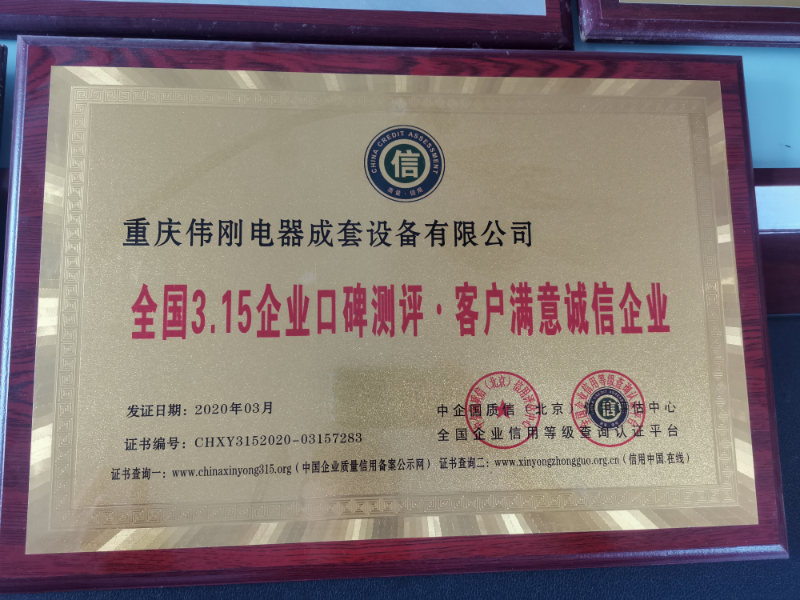 CHINA CREDIT ASSESSMENT
信
质量·信用
重庆伟刚电器成套设备有限公司
全国3.15企业口碑测评·客户满意诚信企业
发证日期：2020年03月
中企国质信（北京）信用评估中心
证书编号：CHXY3152020-03157283
全国企业信用等级查询认证平台
证书查询一：www.chinaxinyong315.org（中国企业质量信用备案公示网）证书查询二：www.xinyongzhongguo.org.cn（信用中国.在线）